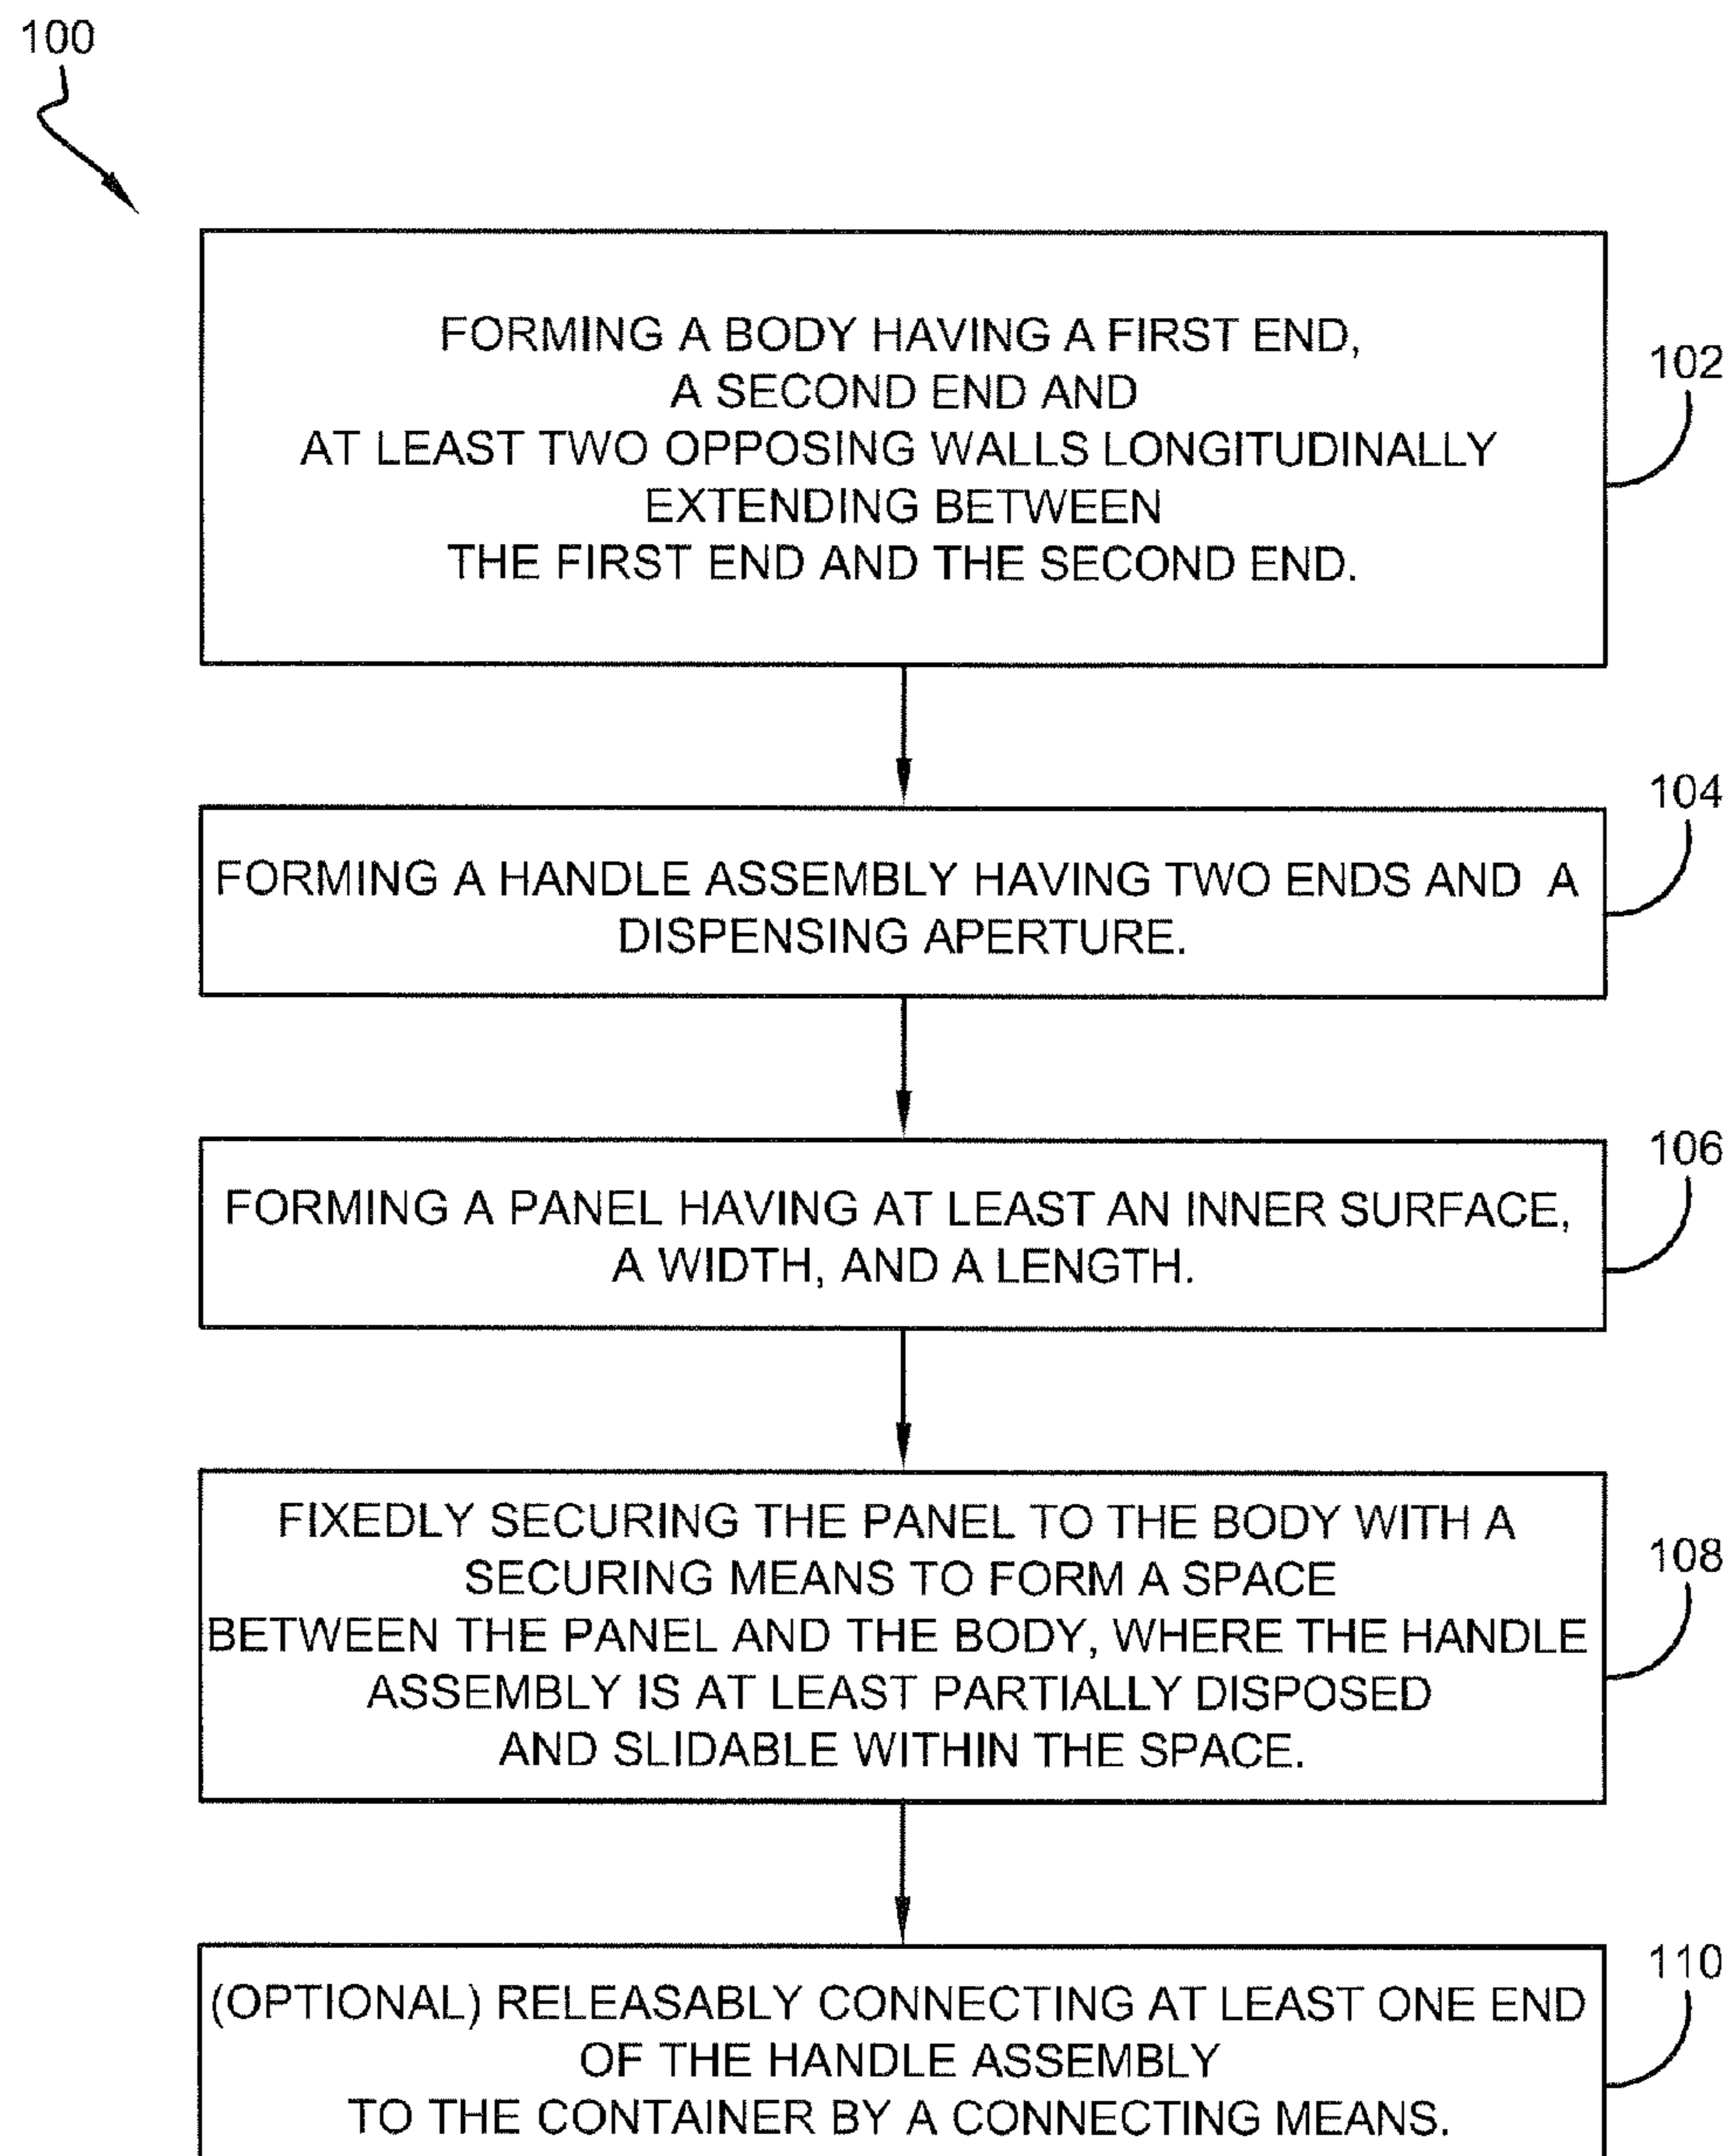 100
FORMING A BODY HAVING A FIRST END,
A SECOND END AND
AT LEAST TWO OPPOSING WALLS LONGITUDINALLY
EXTENDING BETWEEN
THE FIRST END AND THE SECOND END.
102
FORMING A HANDLE ASSEMBLY HAVING TWO ENDS AND A
DISPENSING APERTURE.
104
FORMING A PANEL HAVING AT LEAST AN INNER SURFACE,
A WIDTH, AND A LENGTH.
106
FIXEDLY SECURING THE PANEL TO THE BODY WITH A
SECURING MEANS TO FORM A SPACE
BETWEEN THE PANEL AND THE BODY, WHERE THE HANDLE
ASSEMBLY IS AT LEAST PARTIALLY DISPOSED
AND SLIDABLE WITHIN THE SPACE.
108
(OPTIONAL) RELEASABLY CONNECTING AT LEAST ONE END
OF THE HANDLE ASSEMBLY
TO THE CONTAINER BY A CONNECTING MEANS.
110